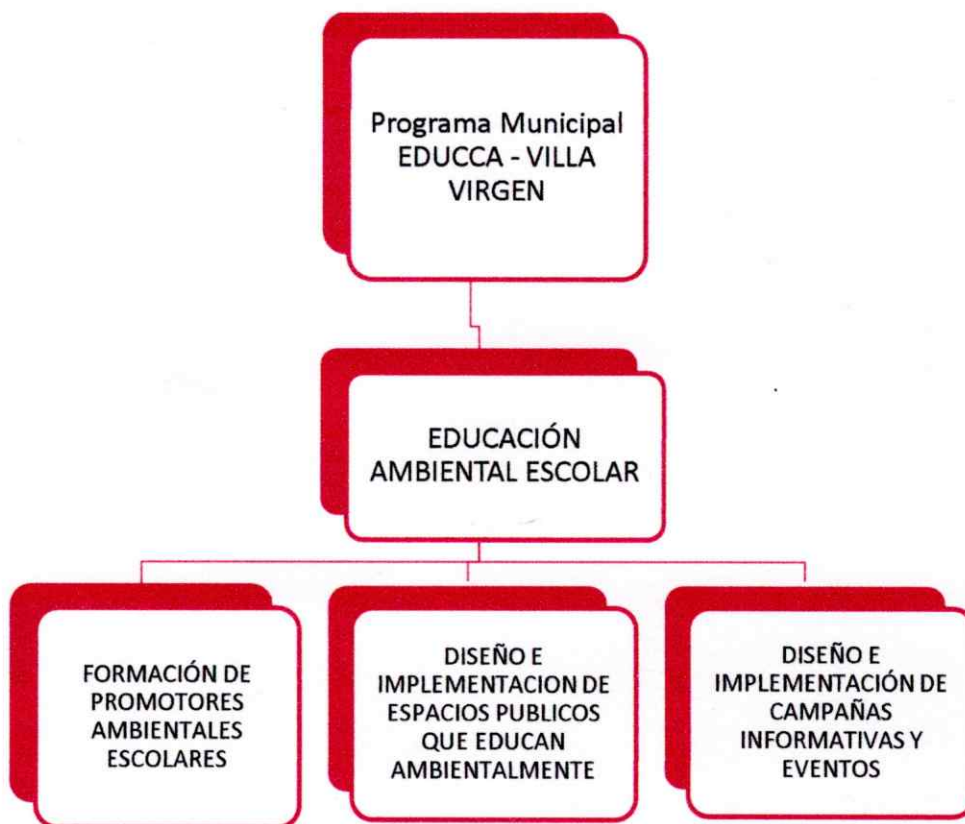 Programa Municipal
EDUCCA - VILLA
VIRGEN
EDUCACIÓN
AMBIENTAL ESCOLAR
FORMACIÓN DE
PROMOTORES
AMBIENTALES
ESCOLARES
DISEÑO E
IMPLEMENTACION DE
ESPACIOS PUBLICOS
QUE EDUCAN
AMBIENTALMENTE
DISEÑO E
IMPLEMENTACIÓN DE
CAMPAÑAS
INFORMATIVAS Y
EVENTOS